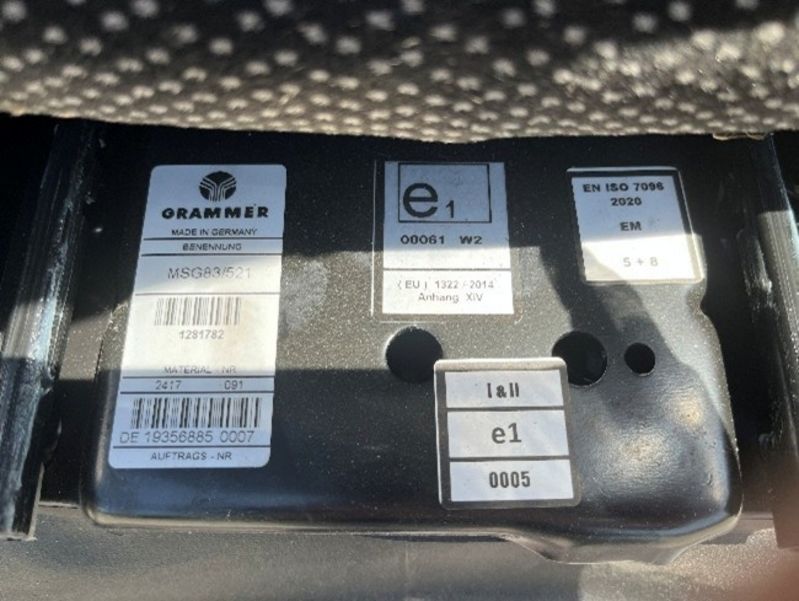 GRAMMER
MADE IN GERMANY
BENENNUNG
MSG83/521
1281782
MATERIAL - NR
2417 091
DE 19356885 0007
AUFTRAGS - NR
e1
00061 W2
( EU ) 1322 / 2014
Anhang XIV
EN ISO 7096
2020
EM
5 + 8
I & II
e1
0005